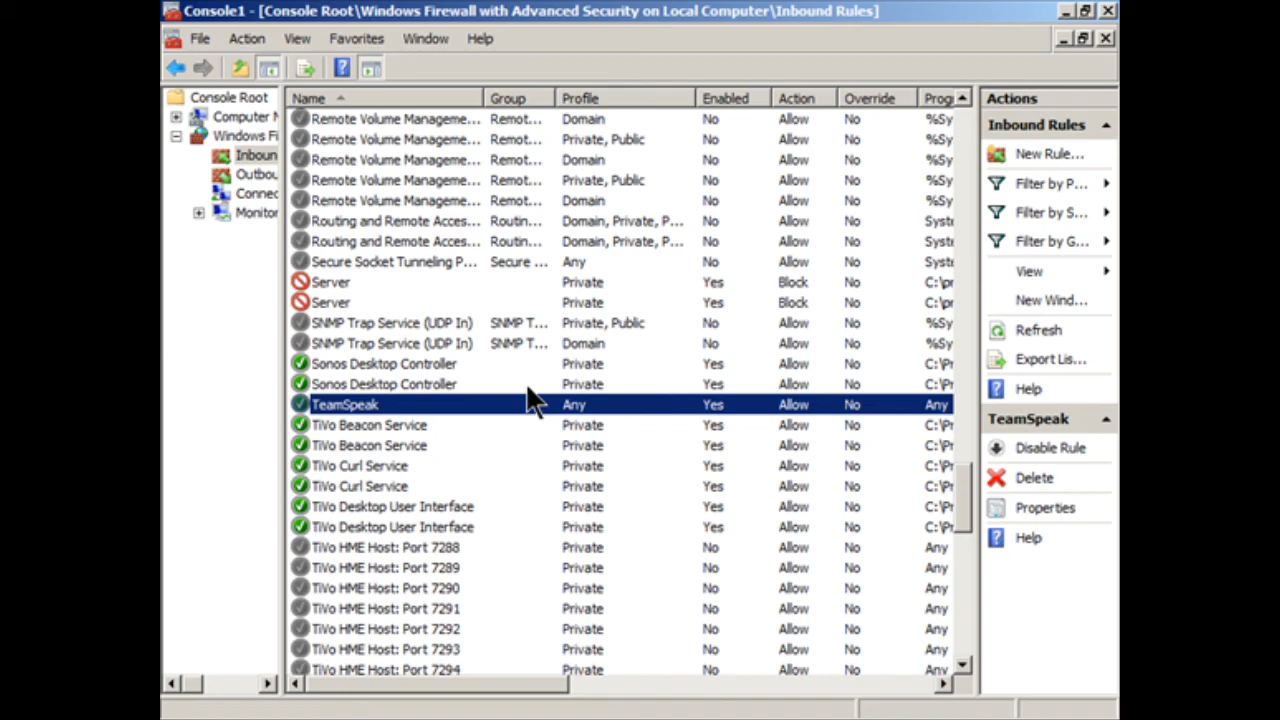 Console1 - [Console Root\Windows Firewall with Advanced Security on Local Computer\Inbound Rules]
File Action View Favorites Window Help
Console Root
Computer M
Windows Fi
Inboun
Outbou
Connec
Monitor
Name Group Profile Enabled Action Override Prog
Remote Volume Manageme... Remot... Domain No Allow No %Sy
Remote Volume Manageme... Remot... Private, Public No Allow No %Sy
Remote Volume Manageme... Remot... Domain No Allow No %Sy
Remote Volume Manageme... Remot... Private, Public No Allow No %Sy
Remote Volume Manageme... Remot... Domain No Allow No %Sy
Routing and Remote Acces... Routin... Domain, Private, P... No Allow No Syste
Routing and Remote Acces... Routin... Domain, Private, P... No Allow No Syste
Secure Socket Tunneling P... Secure ... Any No Allow No Syste
Server Private Yes Block No C:\pr
Server Private Yes Block No C:\pr
SNMP Trap Service (UDP In) SNMP T... Private, Public No Allow No %Sy
SNMP Trap Service (UDP In) SNMP T... Domain No Allow No %Sy
Sonos Desktop Controller Private Yes Allow No C:\Pr
Sonos Desktop Controller Private Yes Allow No C:\Pr
TeamSpeak Any Yes Allow No Any
TiVo Beacon Service Private Yes Allow No C:\Pr
TiVo Beacon Service Private Yes Allow No C:\Pr
TiVo Curl Service Private Yes Allow No C:\Pr
TiVo Curl Service Private Yes Allow No C:\Pr
TiVo Desktop User Interface Private Yes Allow No C:\Pr
TiVo Desktop User Interface Private Yes Allow No C:\Pr
TiVo HME Host: Port 7288 Private No Allow No Any
TiVo HME Host: Port 7289 Private No Allow No Any
TiVo HME Host: Port 7290 Private No Allow No Any
TiVo HME Host: Port 7291 Private No Allow No Any
TiVo HME Host: Port 7292 Private No Allow No Any
TiVo HME Host: Port 7293 Private No Allow No Any
TiVo HME Host: Port 7294 Private No Allow No Any
Actions
Inbound Rules
New Rule...
Filter by P...
Filter by S...
Filter by G...
View
New Wind...
Refresh
Export Lis...
Help
TeamSpeak
Disable Rule
Delete
Properties
Help